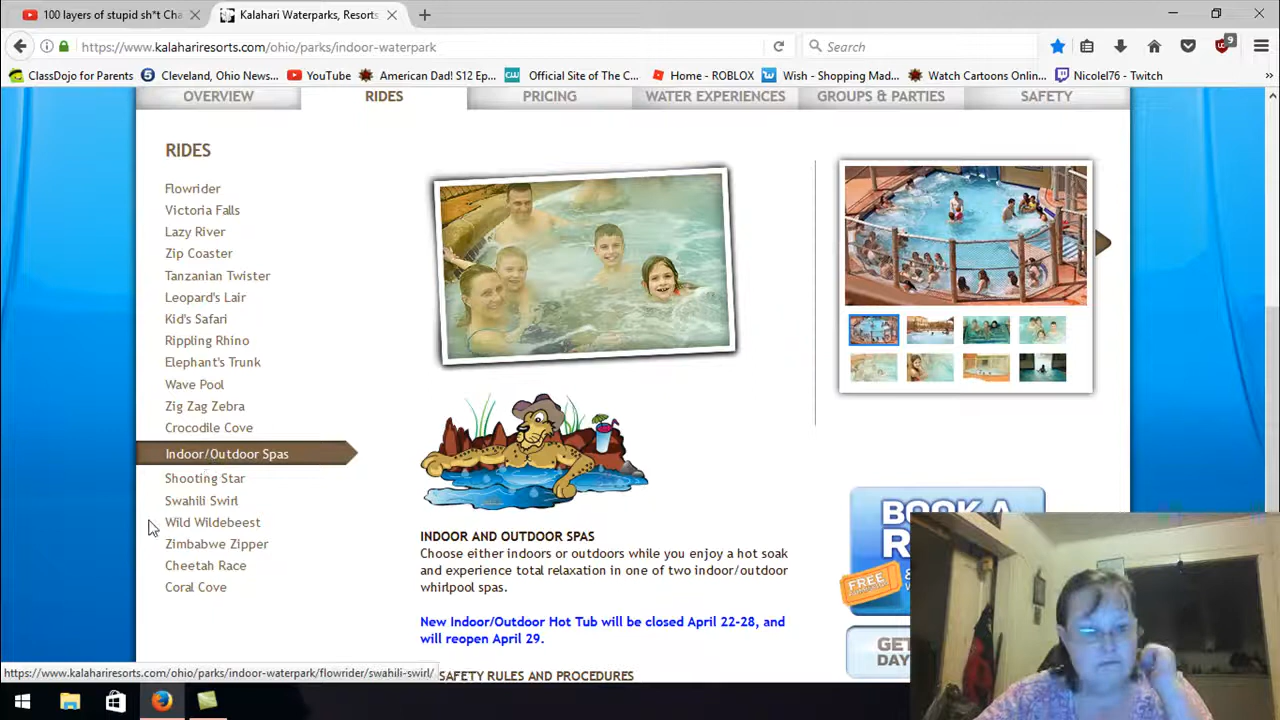 100 layers of stupid sh*t Cha
Kalahari Waterparks, Resorts
https://www.kalahariresorts.com/ohio/parks/indoor-waterpark
Search
9
ClassDojo for Parents
Cleveland, Ohio News...
YouTube
American Dad! S12 Ep...
Official Site of The C...
Home - ROBLOX
Wish - Shopping Mad...
Watch Cartoons Onlin...
Nicolel76 - Twitch
OVERVIEW
RIDES
PRICING
WATER EXPERIENCES
GROUPS & PARTIES
SAFETY
RIDES
Flowrider
Victoria Falls
Lazy River
Zip Coaster
Tanzanian Twister
Leopard's Lair
Kid's Safari
Rippling Rhino
Elephant's Trunk
Wave Pool
Zig Zag Zebra
Crocodile Cove
Indoor/Outdoor Spas
Shooting Star
Swahili Swirl
Wild Wildebeest
Zimbabwe Zipper
Cheetah Race
Coral Cove
INDOOR AND OUTDOOR SPAS
Choose either indoors or outdoors while you enjoy a hot soak
and experience total relaxation in one of two indoor/outdoor
whirlpool spas.
New Indoor/Outdoor Hot Tub will be closed April 22-28, and
will reopen April 29.
SAFETY RULES AND PROCEDURES
BOOK A
R
FREE
&
GET
DAY
https://www.kalahariresorts.com/ohio/parks/indoor-waterpark/flowrider/swahili-swirl/